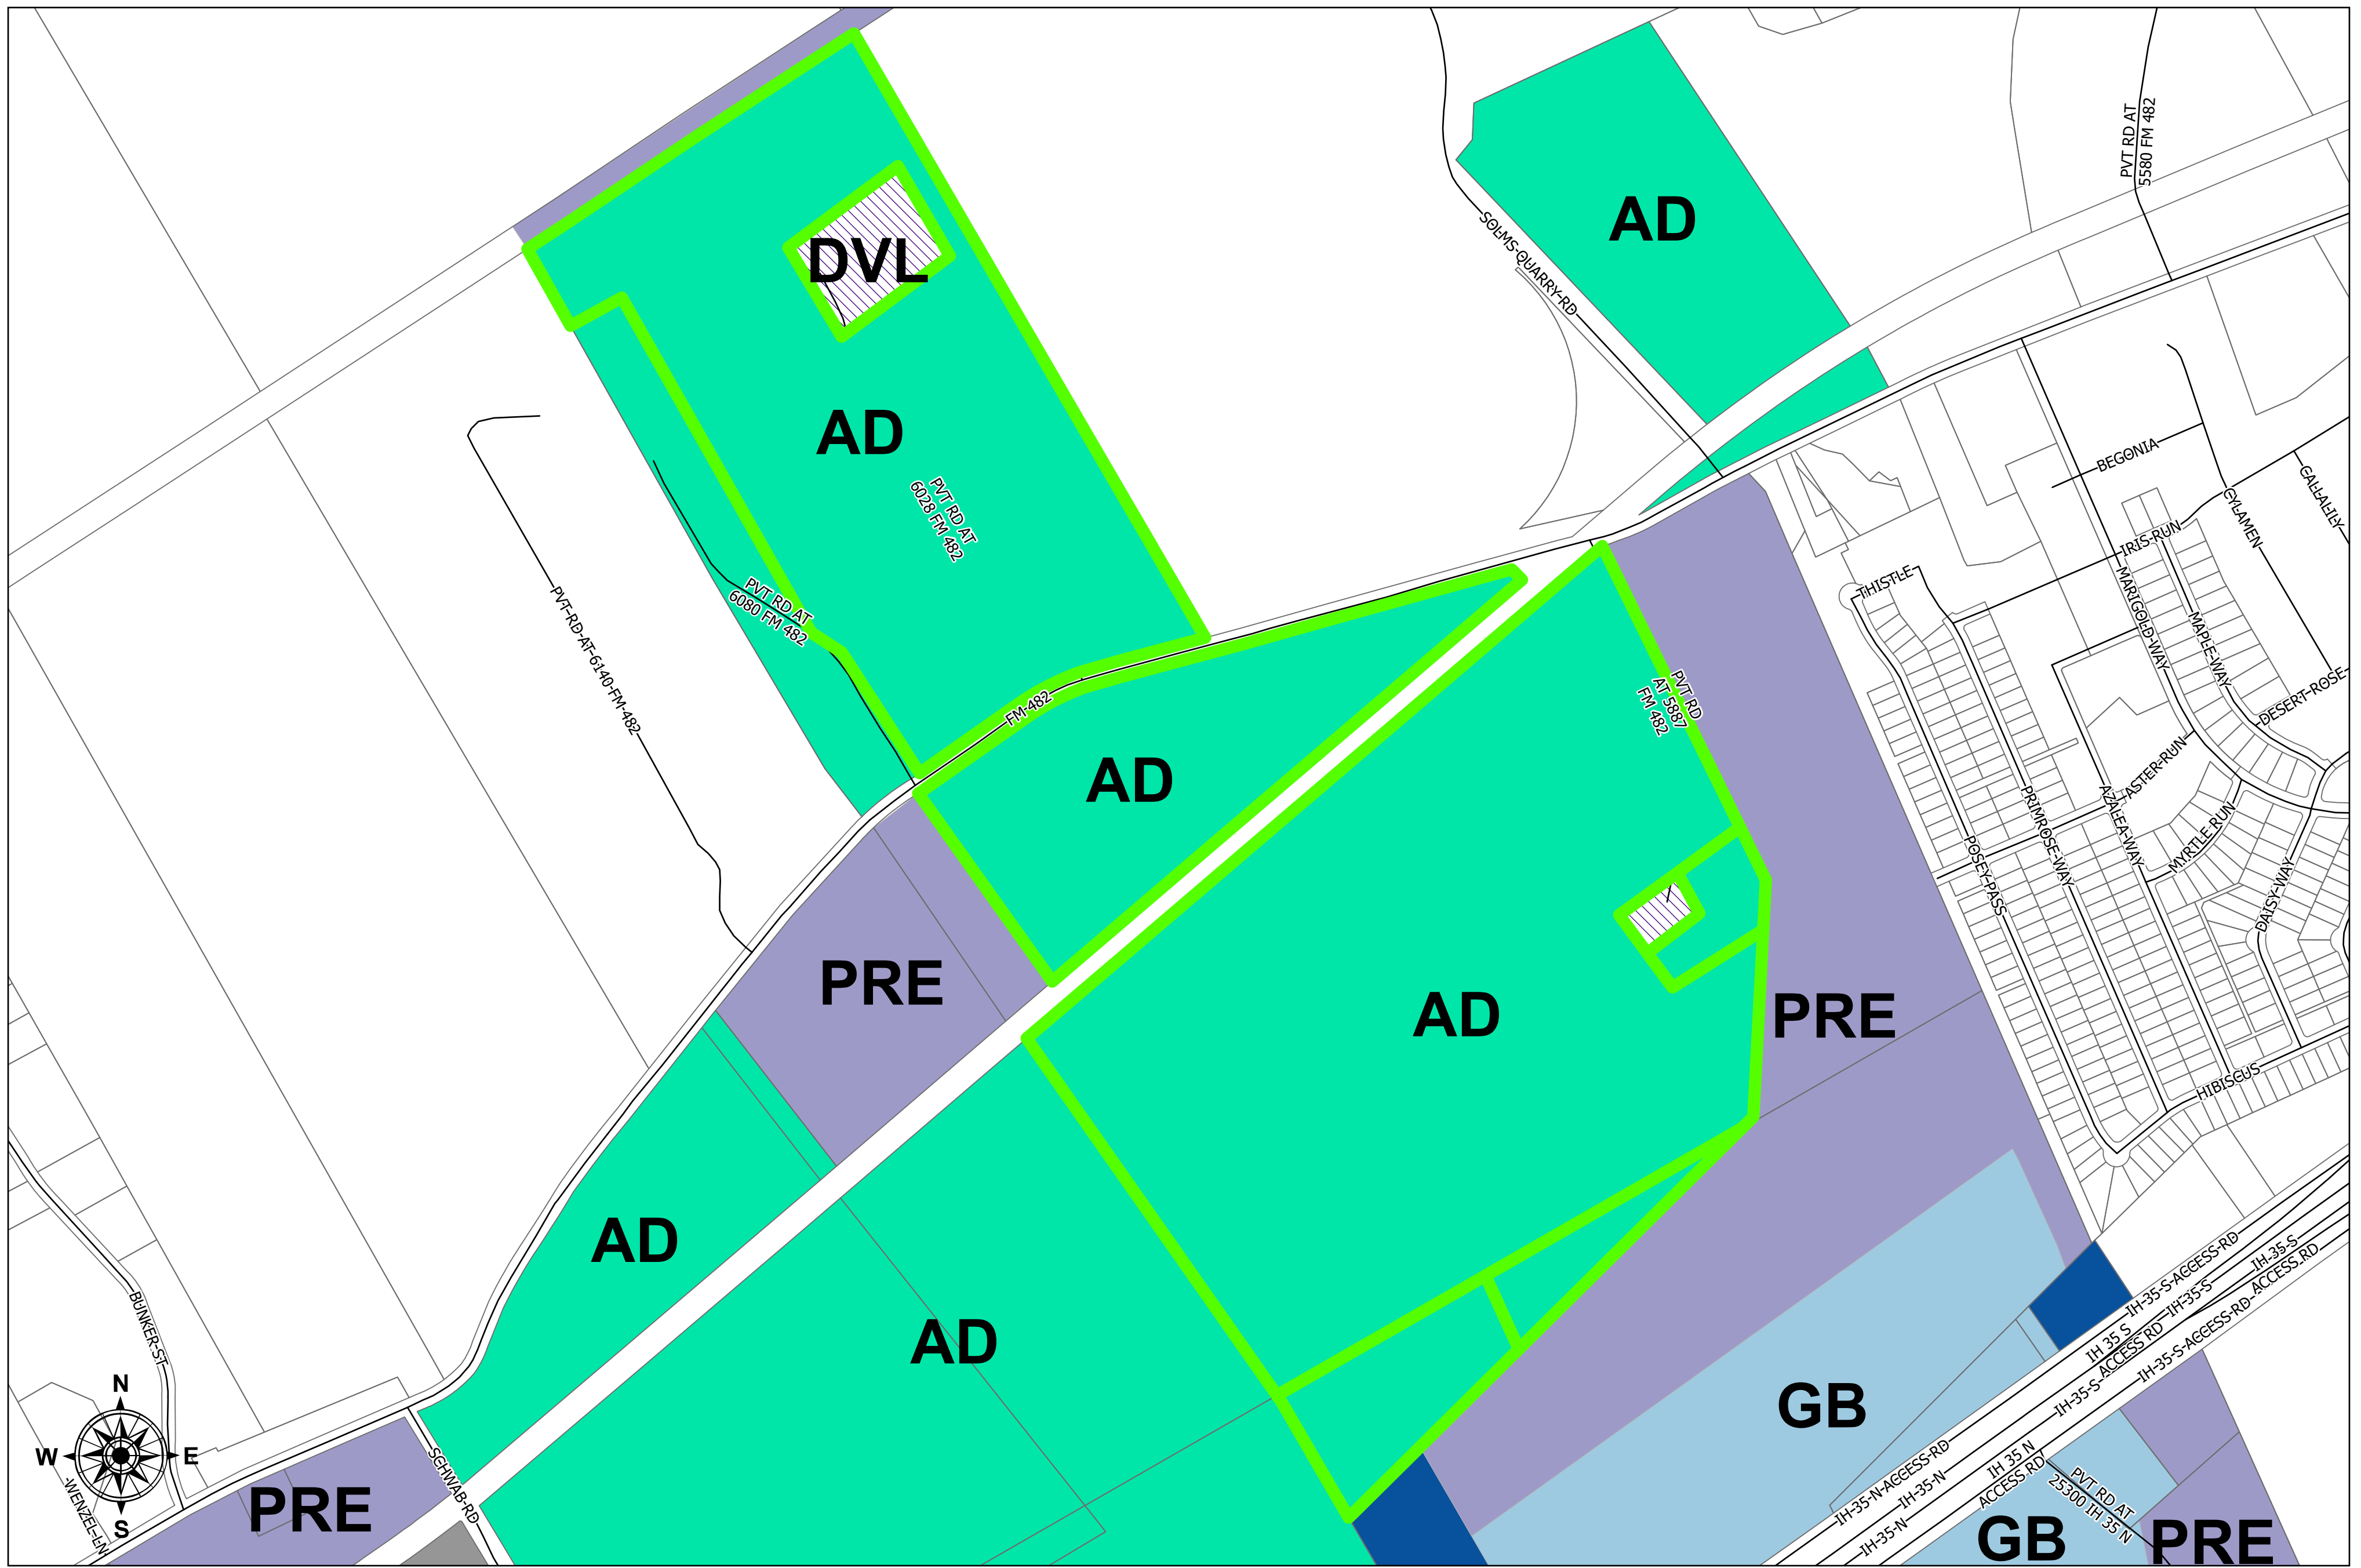 PVT RD AT
5580 FM 482
AD
SOLMS-QUARRY-RD
DVL
AD
PVT RD AT
6028 FM 482
BEGONIA
CALLA-LILY
CYLAMEN
IRIS-RUN
THISTLE
MARIGOLD-WAY
MAPLE-WAY
PVT RD AT
6080 FM 482
PVT-RD-AT-6140-FM-482
FM-482
PVT RD
AT 5887
FM 482
DESERT-ROSE
AD
ASTER-RUN
PRIMROSE-WAY
AZALEA-WAY
MYRTLE-RUN
POSEY-PASS
DAISY-WAY
PRE
AD
PRE
HIBISCUS
AD
AD
BUNKER-ST
IH-35-S-ACCESS-RD
IH-35-S
IH-35-S
IH 35 S
ACCESS RD
IH-35-S
IH-35-S-ACCESS-RD
ACCESS-RD
GB
N
W
E
S
SCHWAB-RD
WENZEL-LN
PRE
IH-35-N-ACCESS-RD
IH-35-N
IH 35 N
ACCESS RD
IH-35-N
PVT RD AT
25300 IH 35 N
GB
PRE